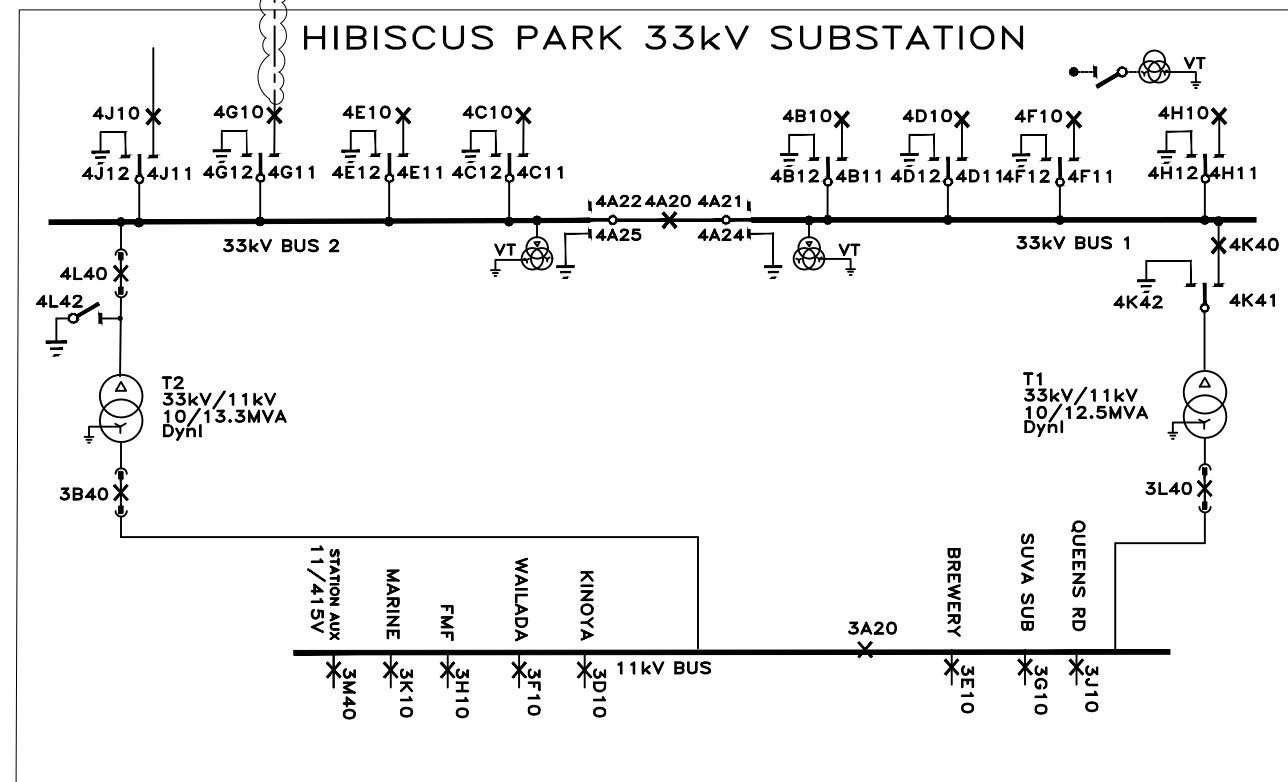 HIBISCUS PARK 33kV SUBSTATION
VT
4J10
4G10
4E10
4C10
4B10
4D10
4F10
4H10
4J12 4J11
4G12 4G11
4E12 4E11
4C12 4C11
4B12 4B11
4D12 4D11
4F12 4F11
4H12 4H11
4A22 4A20 4A21
4A25
4A24
33kV BUS 2
VT
VT
33kV BUS 1
4K40
4L40
4L42
4K42
4K41
T2
33kV/11kV
10/13.3MVA
Dynl
T1
33kV/11kV
10/12.5MVA
Dynl
3B40
3L40
STATION AUX
11/415V
MARINE
FMF
WAILADA
KINOYA
BREWERY
SUVA SUB
QUEENS RD
3A20
11kV BUS
3M40
3K10
3H10
3F10
3D10
3E10
3G10
3J10